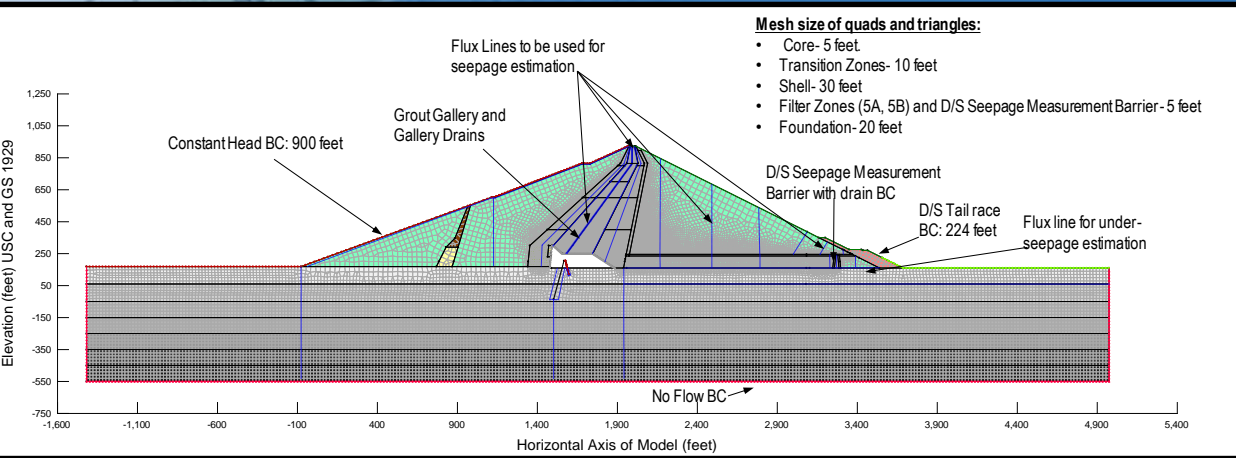 Mesh size of quads and triangles:
• Core- 5 feet.
• Transition Zones- 10 feet
• Shell- 30 feet
• Filter Zones (5A, 5B) and D/S Seepage Measurement Barrier- 5 feet
• Foundation- 20 feet
Flux Lines to be used for
seepage estimation
Grout Gallery and
Gallery Drains
Constant Head BC: 900 feet
D/S Seepage Measurement
Barrier with drain BC
D/S Tail race
BC: 224 feet
Flux line for under-
seepage estimation
No Flow BC
Elevation (feet) USC and GS 1929
1,250
1,050
850
650
450
250
50
-150
-350
-550
-750
-1,600
-1,100
-600
-100
400
900
1,400
1,900
2,400
2,900
3,400
3,900
4,400
4,900
5,400
Horizontal Axis of Model (feet)